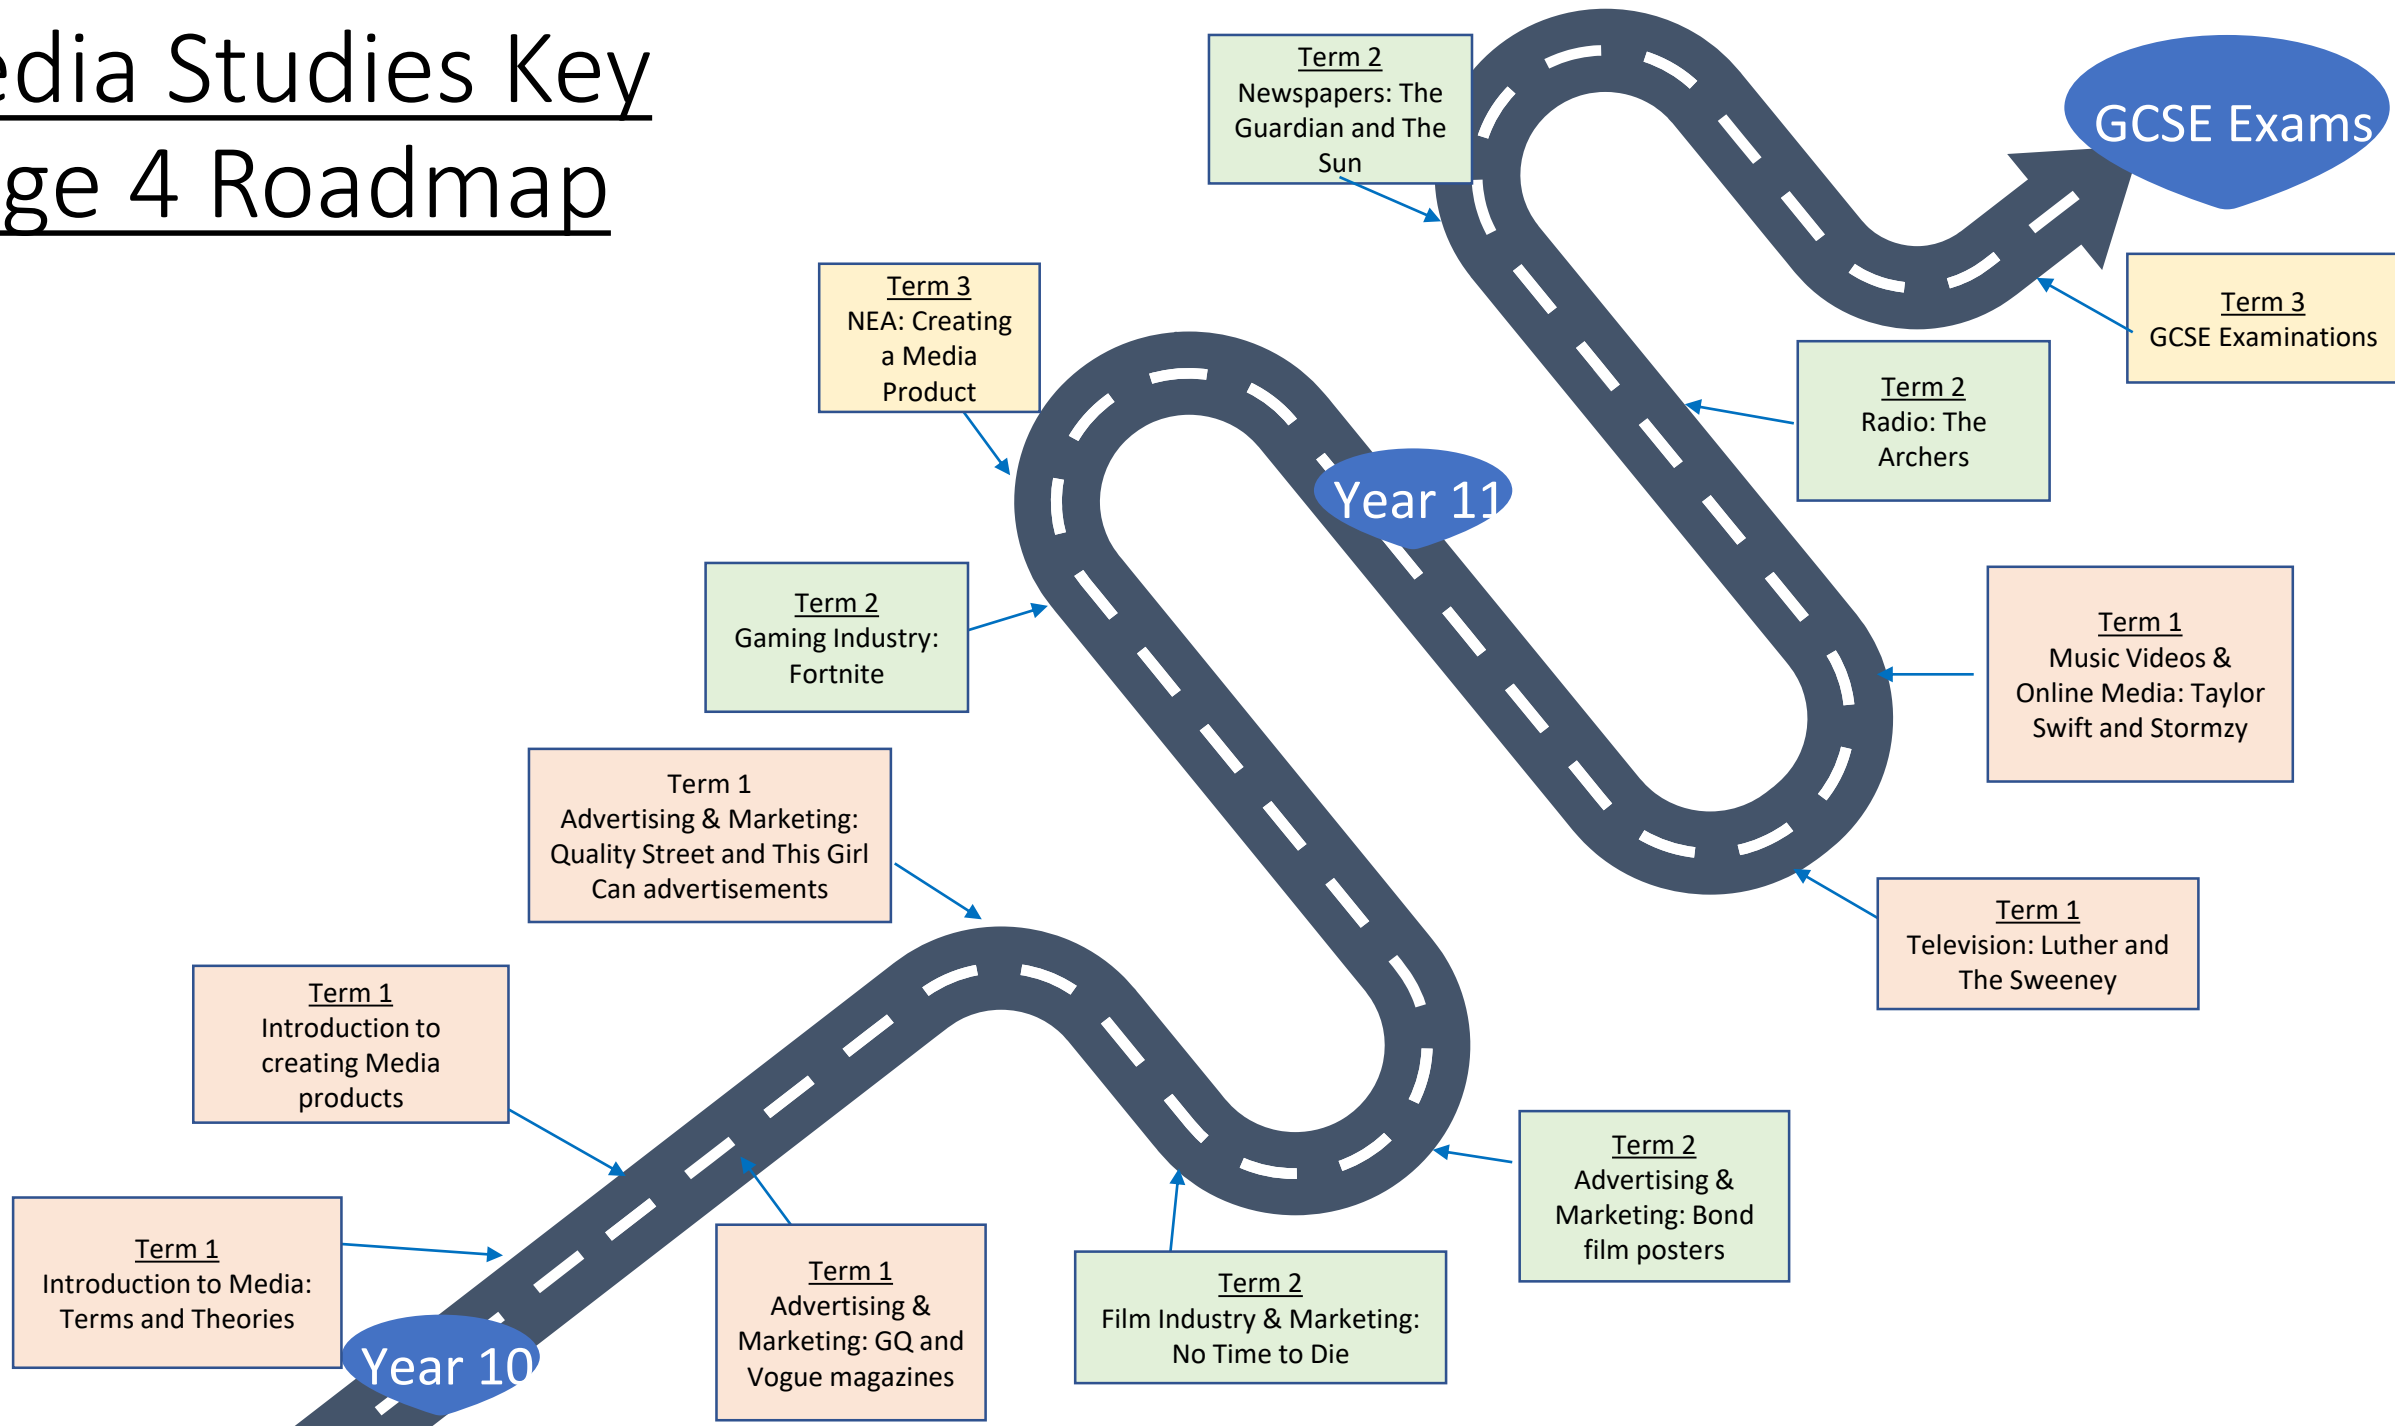 edia Studies Key
ge 4 Roadmap
Term 2
Newspapers: The
Guardian and The
Sun
GCSE Exams
Term 3
NEA: Creating
a Media
Product
Term 3
GCSE Examinations
Term 2
Radio: The
Archers
Year 11
Term 2
Gaming Industry:
Fortnite
Term 1
Music Videos &
Online Media: Taylor
Swift and Stormzy
Term 1
Advertising & Marketing:
Quality Street and This Girl
Can advertisements
Term 1
Television: Luther and
The Sweeney
Term 1
Introduction to
creating Media
products
Term 2
Advertising &
Marketing: Bond
film posters
Term 1
Introduction to Media:
Terms and Theories
Term 1
Advertising &
Marketing: GQ and
Vogue magazines
Term 2
Film Industry & Marketing:
No Time to Die
Year 10